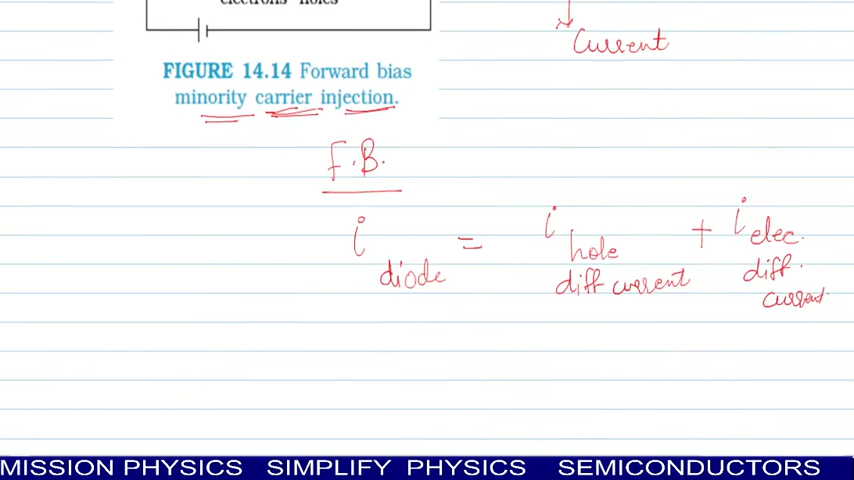 electrons holes
Current
FIGURE 14.14 Forward bias
minority carrier injection.
F.B.
i diode = i hole diff current + i elec. diff. current.
MISSION PHYSICS SIMPLIFY PHYSICS SEMICONDUCTORS